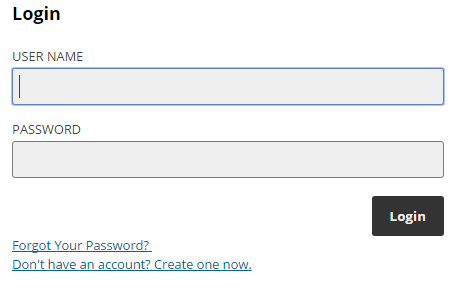 Login
USER NAME
PASSWORD
Login
Forgot Your Password?
Don't have an account? Create one now.